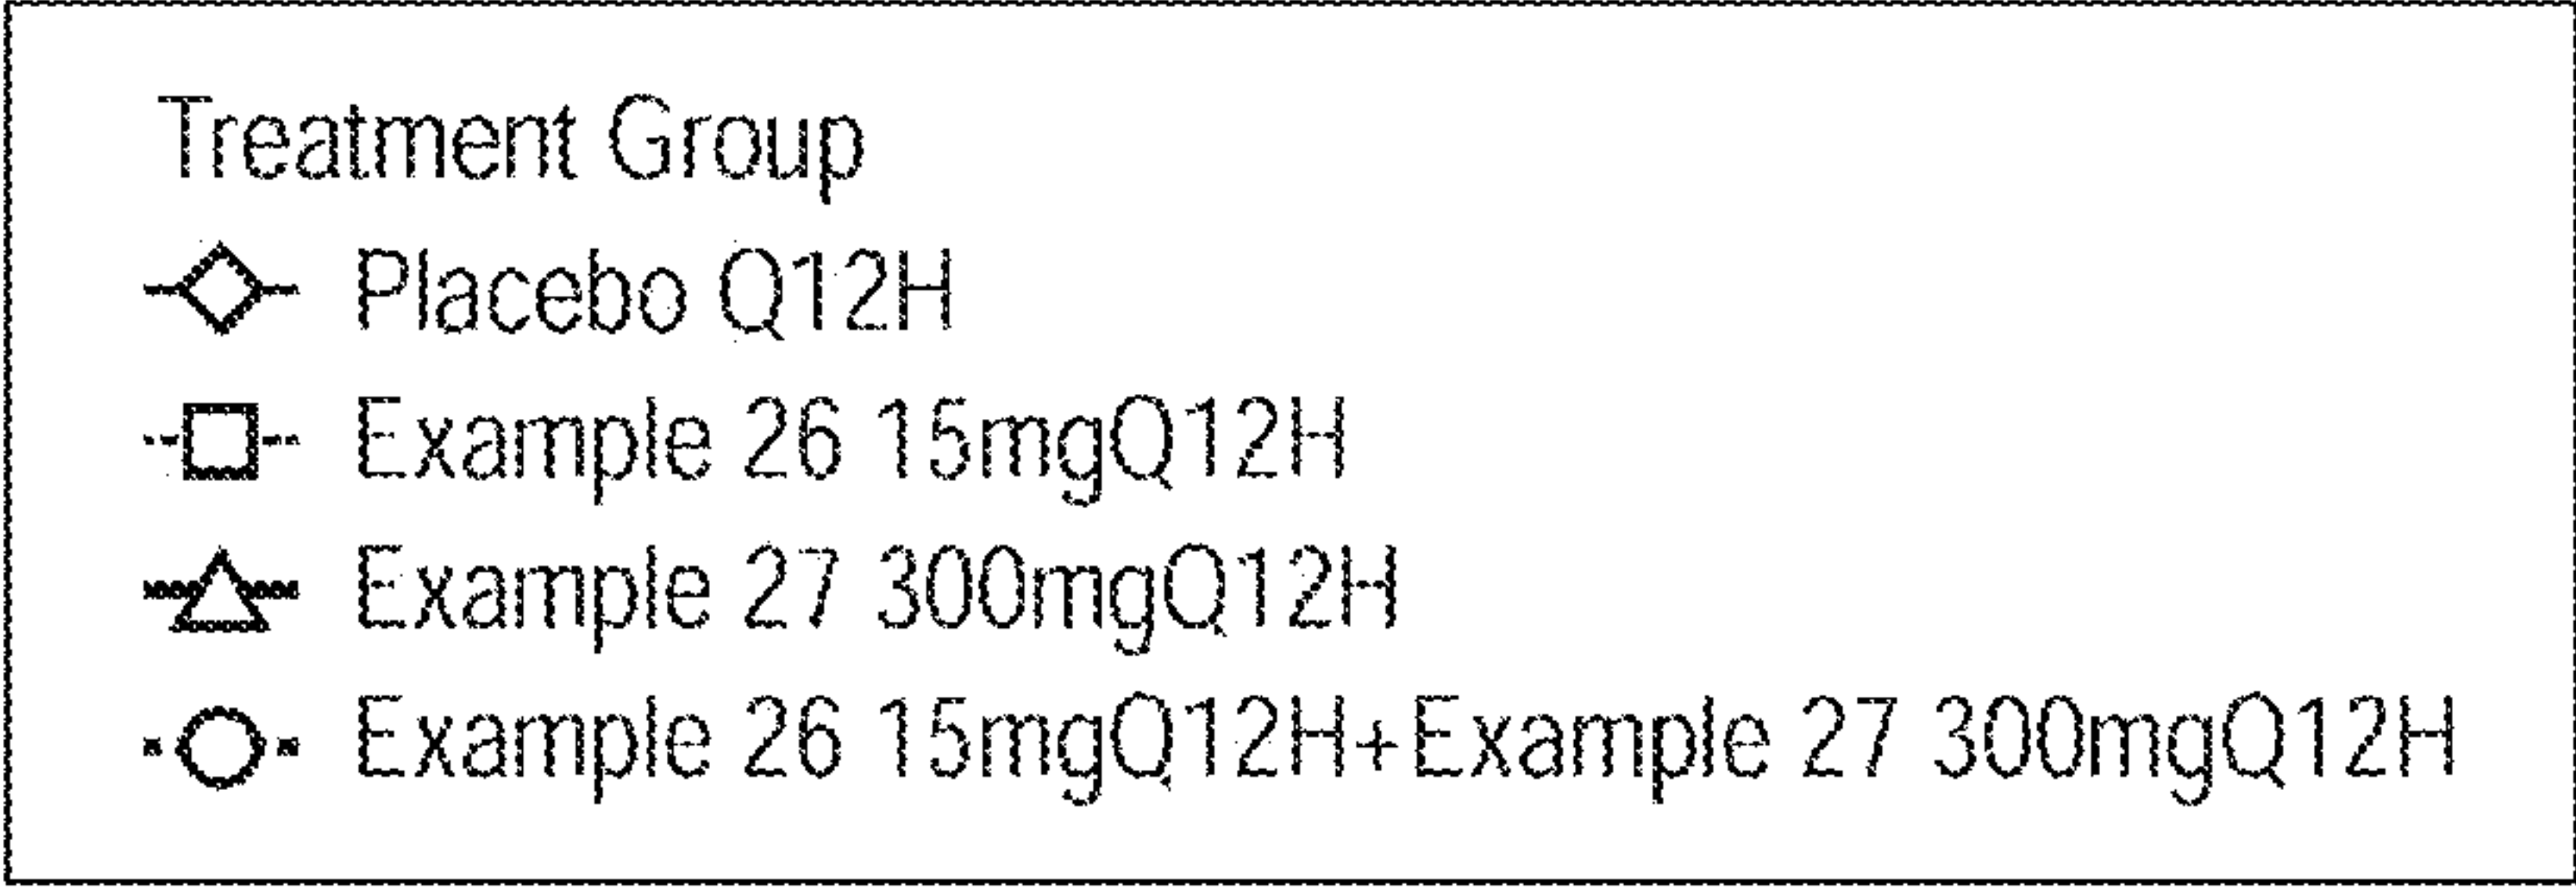 Treatment Group
Placebo Q12H
Example 26 15mgQ12H
Example 27 300mgQ12H
Example 26 15mgQ12H+Example 27 300mgQ12H